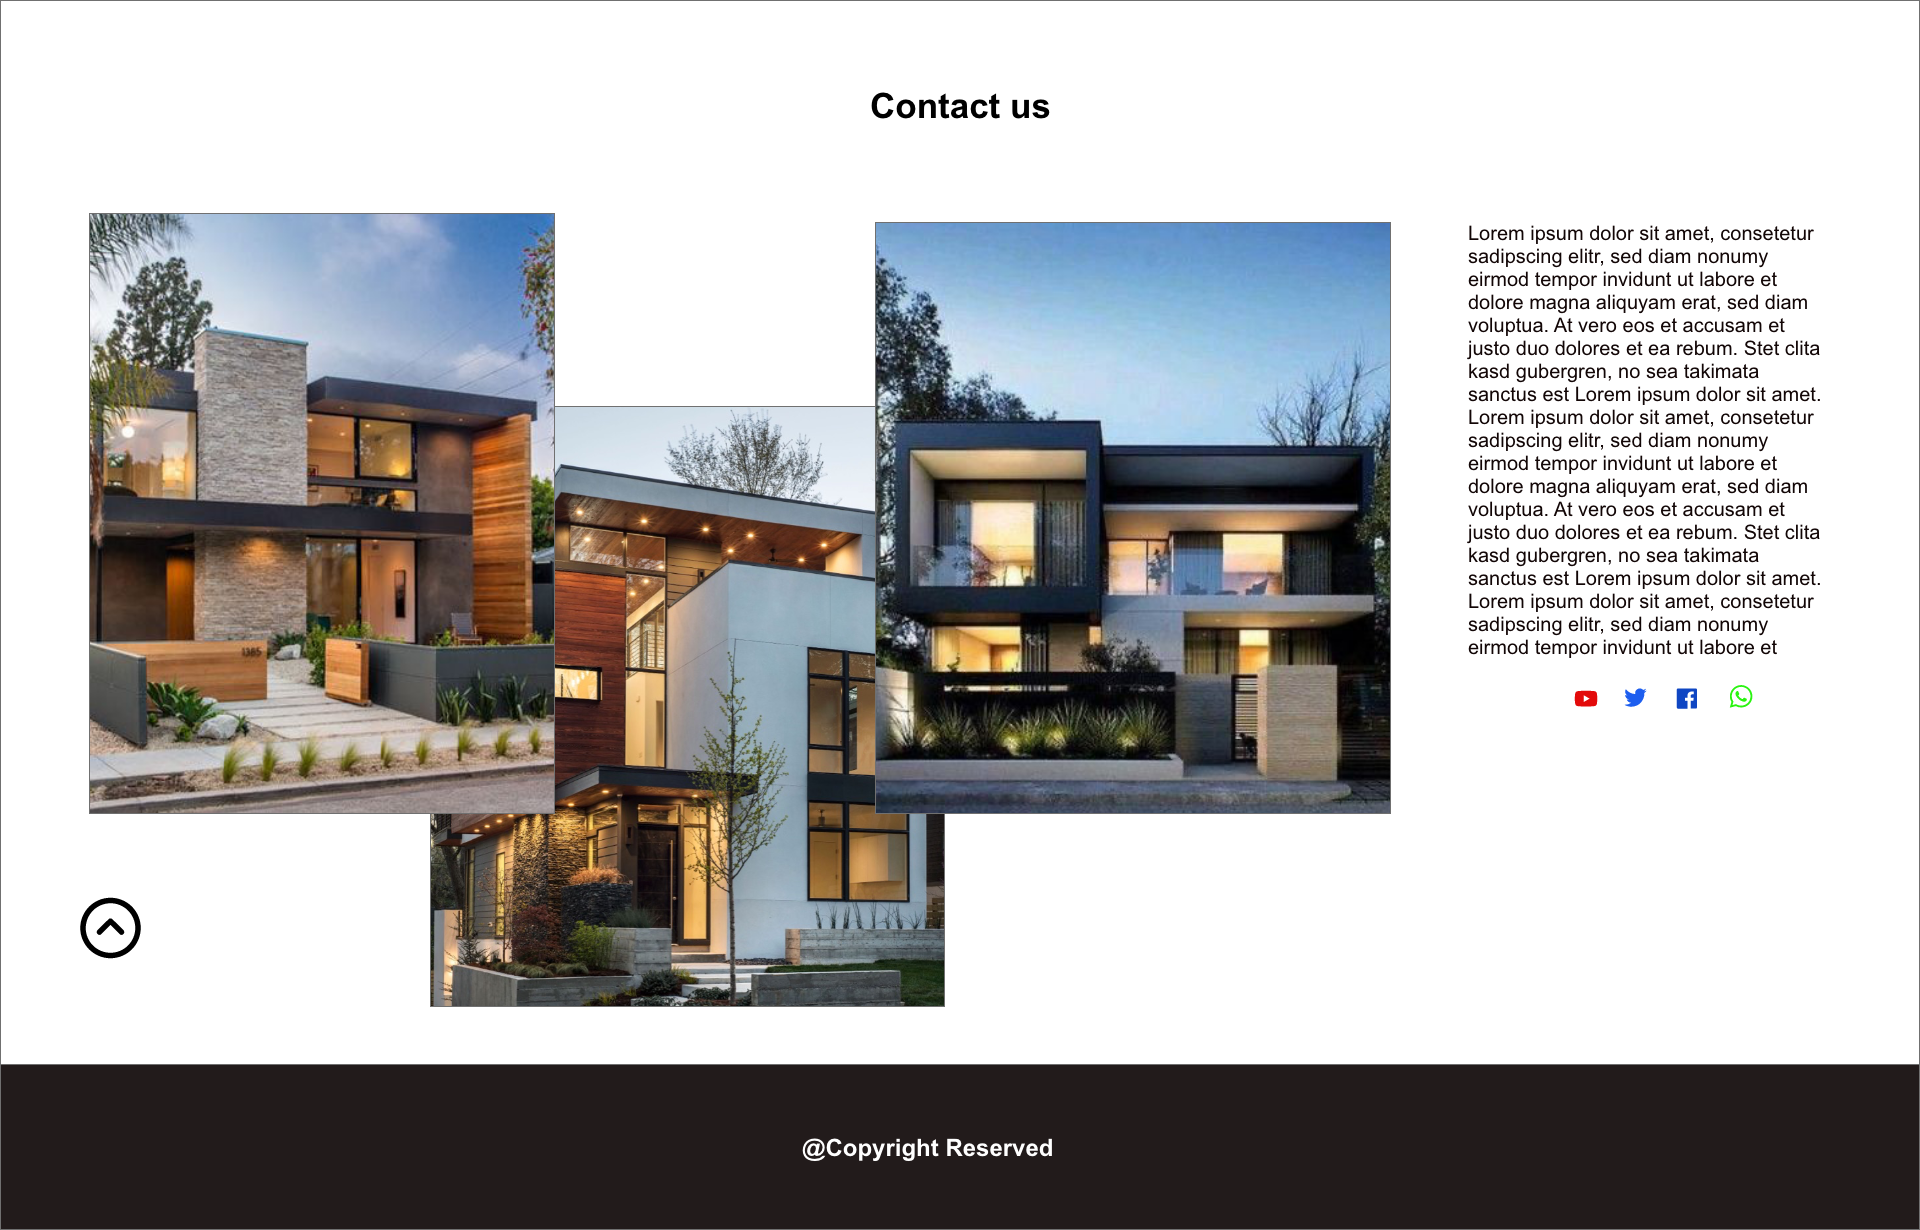 Contact us
Lorem ipsum dolor sit amet, consetetur
sadipscing elitr, sed diam nonumy
eirmod tempor invidunt ut labore et
dolore magna aliquyam erat, sed diam
voluptua. At vero eos et accusam et
justo duo dolores et ea rebum. Stet clita
kasd gubergren, no sea takimata
sanctus est Lorem ipsum dolor sit amet.
Lorem ipsum dolor sit amet, consetetur
sadipscing elitr, sed diam nonumy
eirmod tempor invidunt ut labore et
dolore magna aliquyam erat, sed diam
voluptua. At vero eos et accusam et
justo duo dolores et ea rebum. Stet clita
kasd gubergren, no sea takimata
sanctus est Lorem ipsum dolor sit amet.
Lorem ipsum dolor sit amet, consetetur
sadipscing elitr, sed diam nonumy
eirmod tempor invidunt ut labore et
1385
@Copyright Reserved